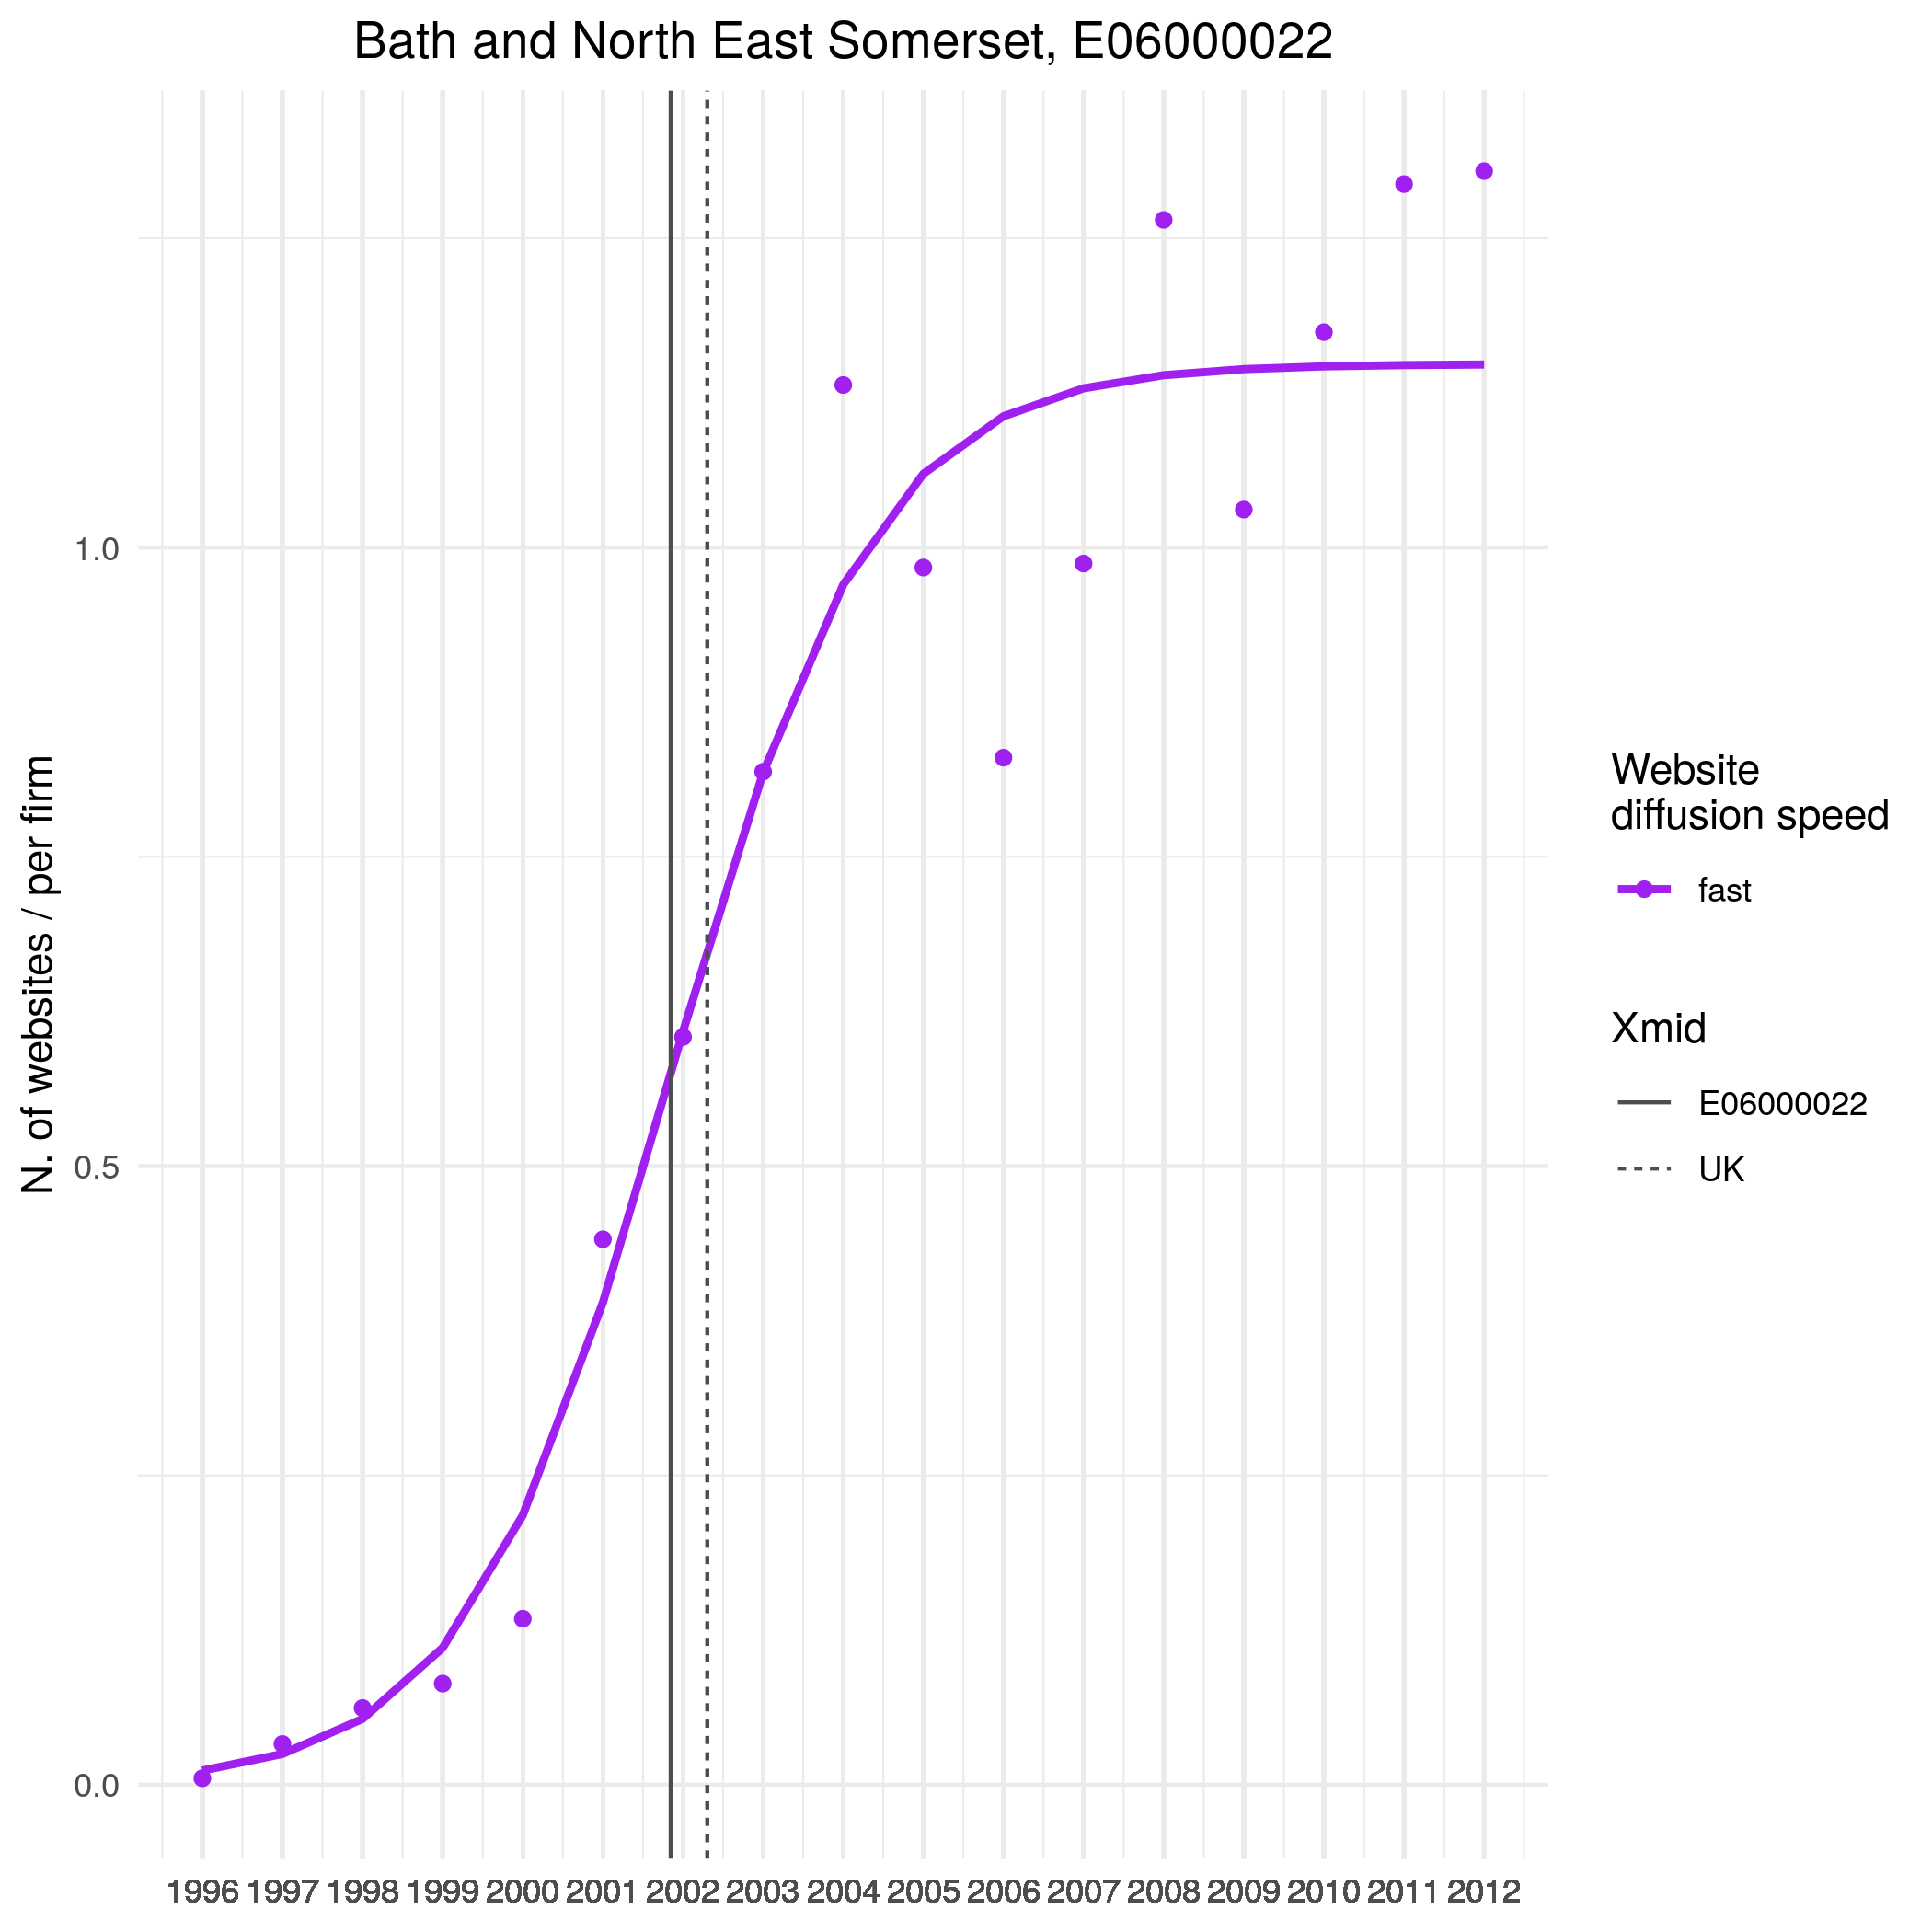 Bath and North East Somerset, E06000022
N. of websites / per firm
1.0
0.5
0.0
1996 1997 1998 1999 2000 2001 2002 2003 2004 2005 2006 2007 2008 2009 2010 2011 2012
Website
diffusion speed
fast
Xmid
E06000022
UK